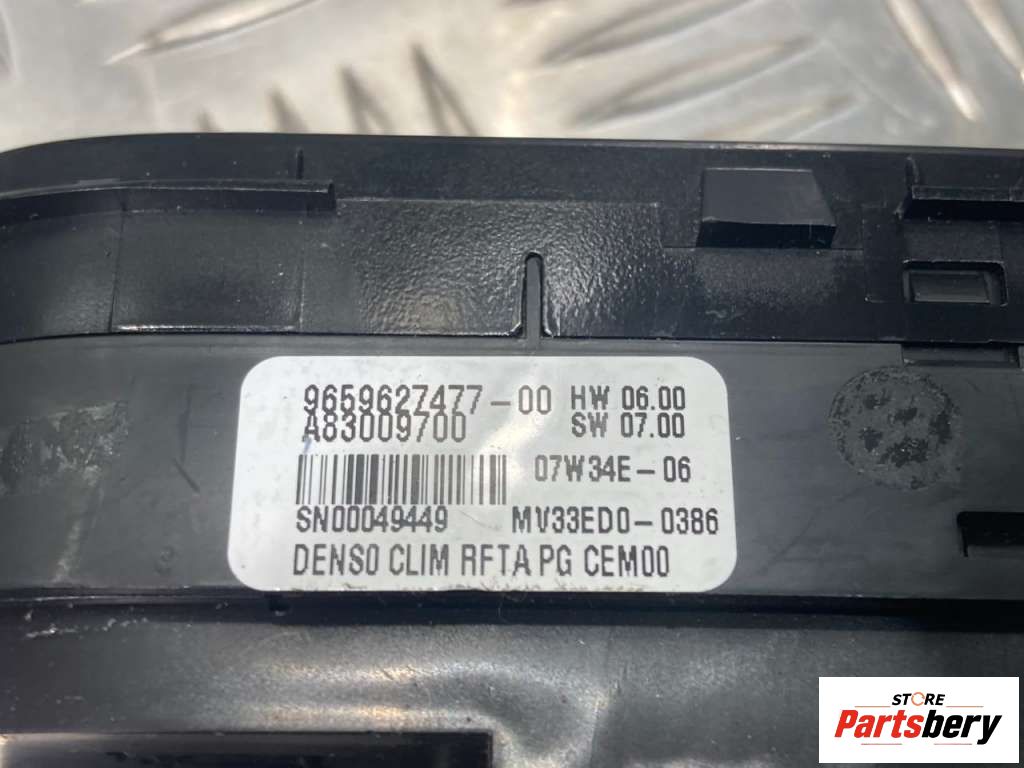 9659627477-00 HW 06.00
A83009700 SW 07.00
07W34E-06
SN00049449 MV33ED0-0386
DENSO CLIM RFTA PG CEM00
STORE
Partsbery